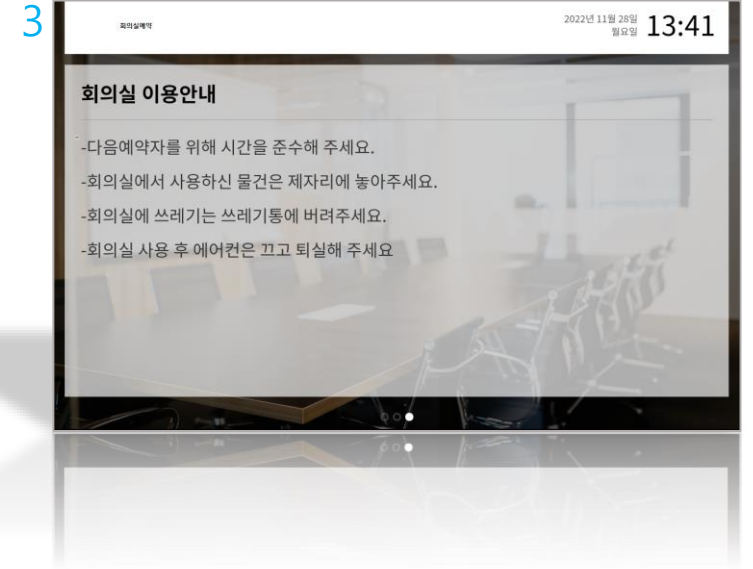 3
회의실예약
2022년 11월 28일
월요일
13:41
회의실 이용안내
-다음예약자를 위해 시간을 준수해 주세요.
-회의실에서 사용하신 물건은 제자리에 놓아주세요.
-회의실에 쓰레기는 쓰레기통에 버려주세요.
-회의실 사용 후 에어컨은 끄고 퇴실해 주세요